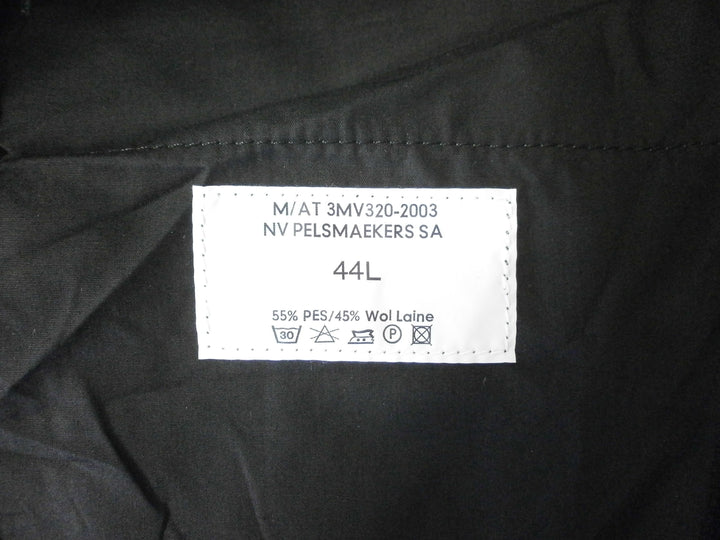 M/AT 3MV320-2003
NV PELSMAEKERS SA
44L
55% PES/45% Wol Laine
30 P